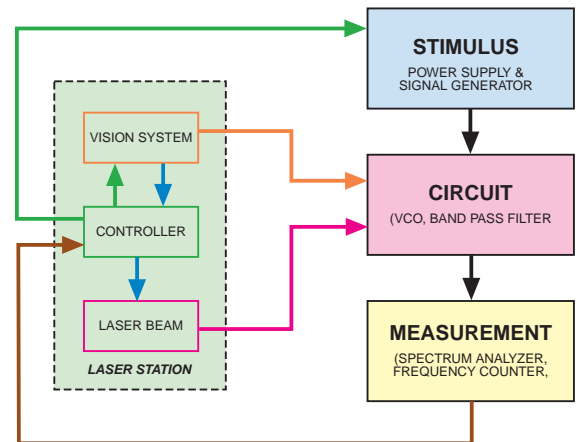 STIMULUS
POWER SUPPLY &
SIGNAL GENERATOR
VISION SYSTEM
CONTROLLER
LASER BEAM
LASER STATION
CIRCUIT
(VCO, BAND PASS FILTER
MEASUREMENT
(SPECTRUM ANALYZER,
FREQUENCY COUNTER,